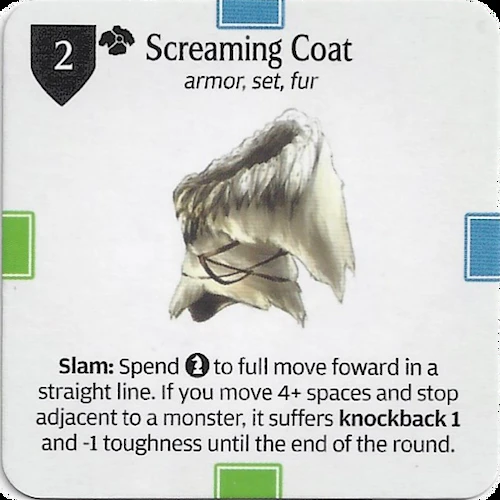 2
Screaming Coat
armor, set, fur
Slam: Spend to full move foward in a
straight line. If you move 4+ spaces and stop
adjacent to a monster, it suffers knockback 1
and -1 toughness until the end of the round.